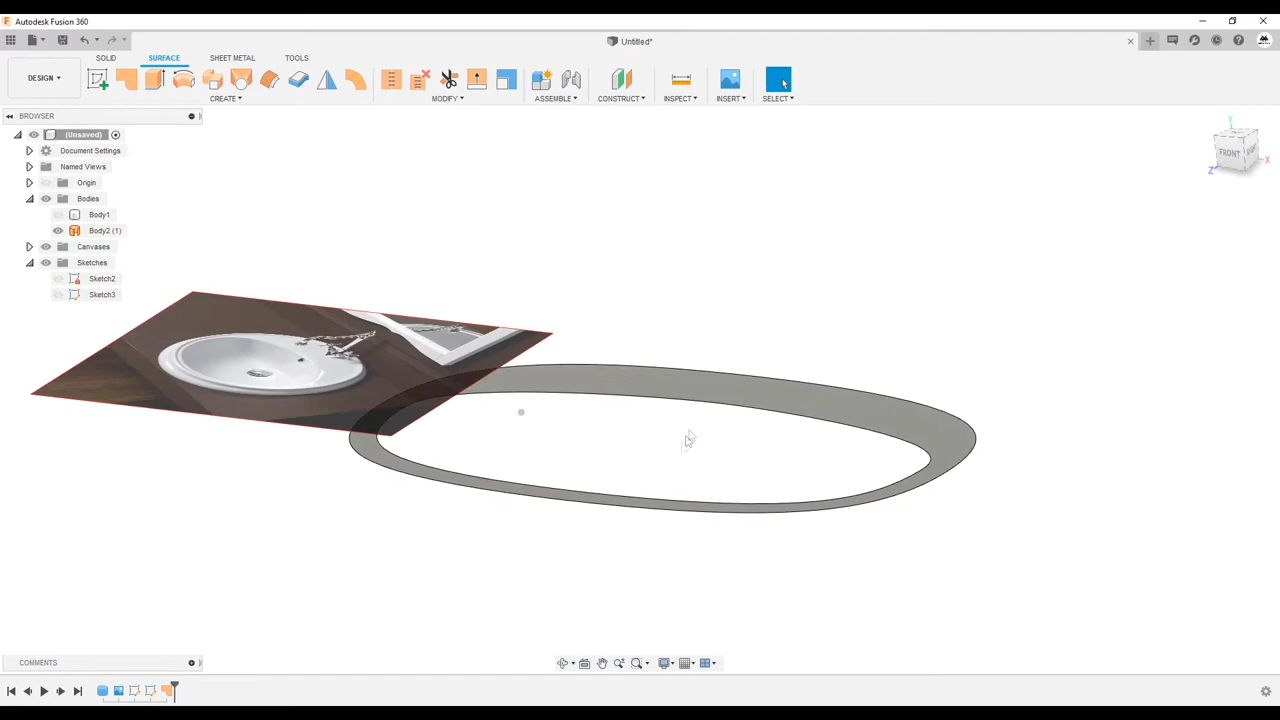 Autodesk Fusion 360
Untitled*
DESIGN
SOLID
SURFACE
SHEET METAL
TOOLS
CREATE
MODIFY
ASSEMBLE
CONSTRUCT
INSPECT
INSERT
SELECT
BROWSER
(Unsaved)
Document Settings
Named Views
Origin
Bodies
Body1
Body2 (1)
Canvases
Sketches
Sketch2
Sketch3
Y
FRONT
X
Z
COMMENTS